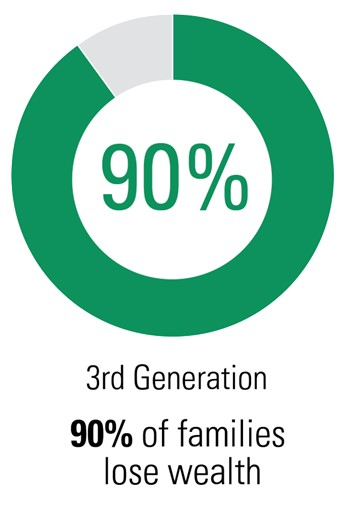 90%
3rd Generation
90% of families
lose wealth